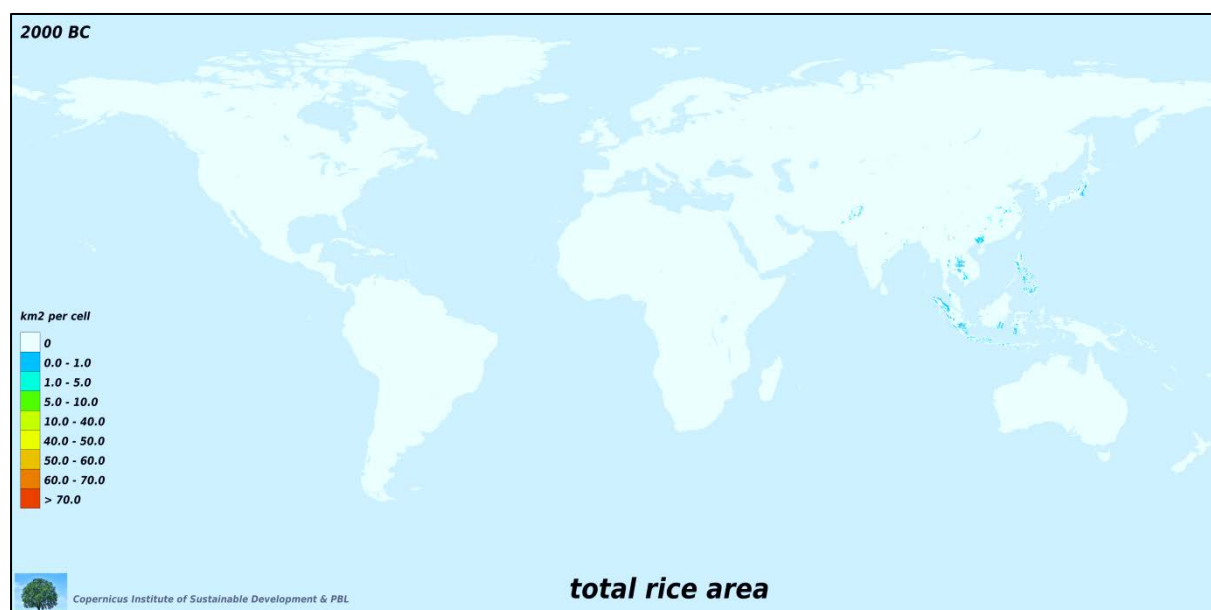 2000 BC
km2 per cell
0
0.0 - 1.0
1.0 - 5.0
5.0 - 10.0
10.0 - 40.0
40.0 - 50.0
50.0 - 60.0
60.0 - 70.0
> 70.0
Copernicus Institute of Sustainable Development & PBL
total rice area